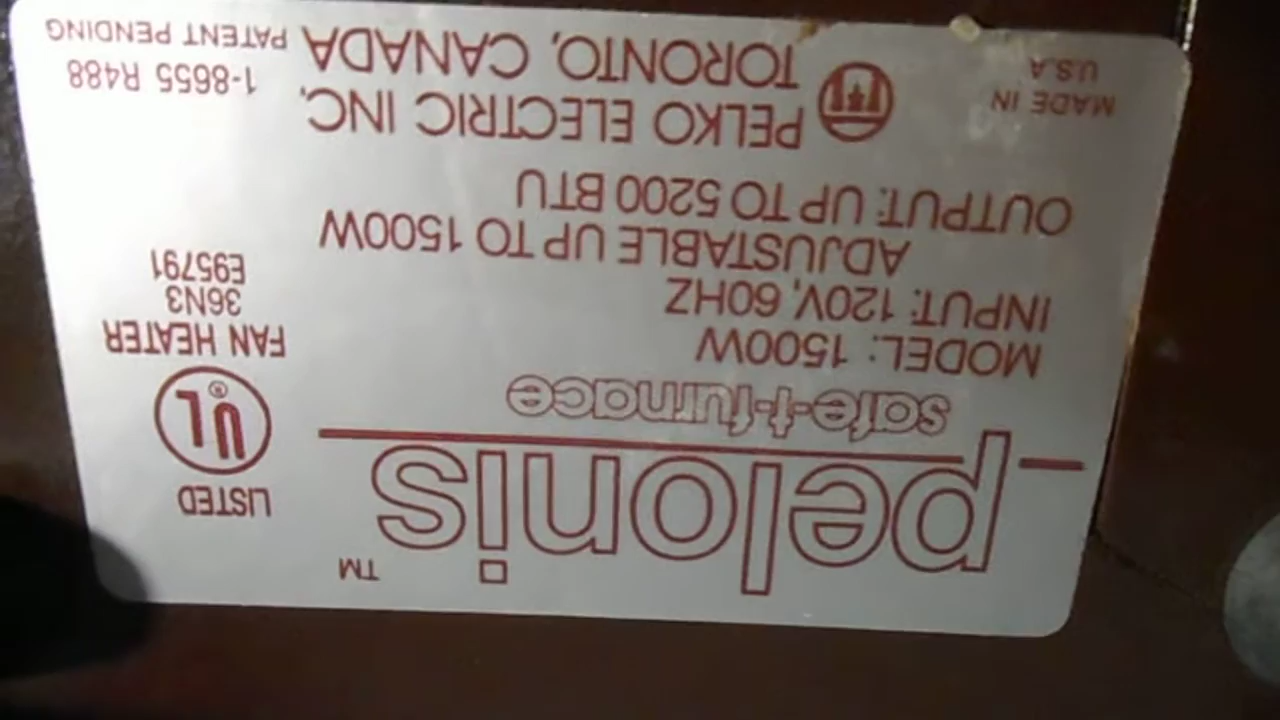 pelonis TM
safe-t-furnace
LISTED
UL ®
FAN HEATER
36N3
E95791
MODEL: 1500W
INPUT: 120V, 60HZ
ADJUSTABLE UP TO 1500W
OUTPUT: UP TO 5200 BTU
MADE IN
U.S.A
PELKO ELECTRIC INC,
TORONTO, CANADA
1-8655 R488
PATENT PENDING